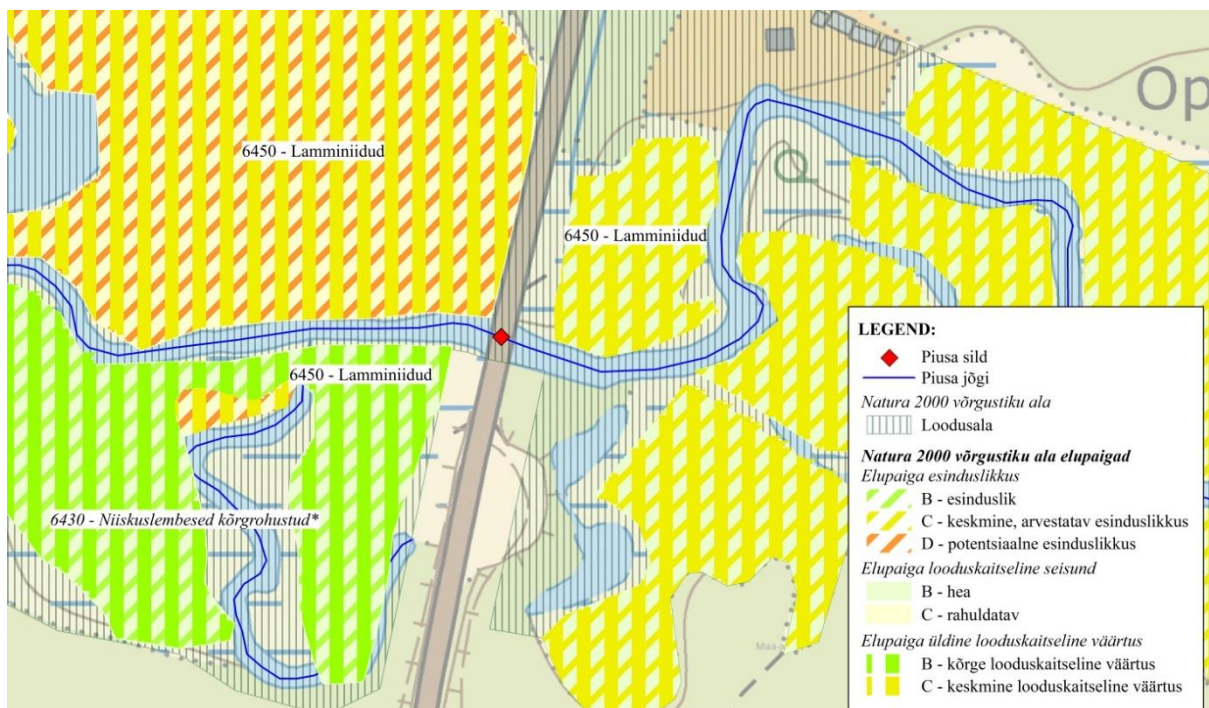 Op
6450 - Lamminiidud
6450 - Lamminiidud
6450 - Lamminiidud
6430 - Niiskuslembesed kõrgrohustud*
LEGEND:
Piusa sild
Piusa jõgi
Natura 2000 võrgustiku ala
Loodusala
Natura 2000 võrgustiku ala elupaigad
Elupaiga esinduslikkus
B - esinduslik
C - keskmine, arvestatav esinduslikkus
D - potentsiaalne esinduslikkus
Elupaiga looduskaitseline seisund
B - hea
C - rahuldatav
Elupaiga üldine looduskaitseline väärtus
B - kõrge looduskaitseline väärtus
C - keskmine looduskaitseline väärtus